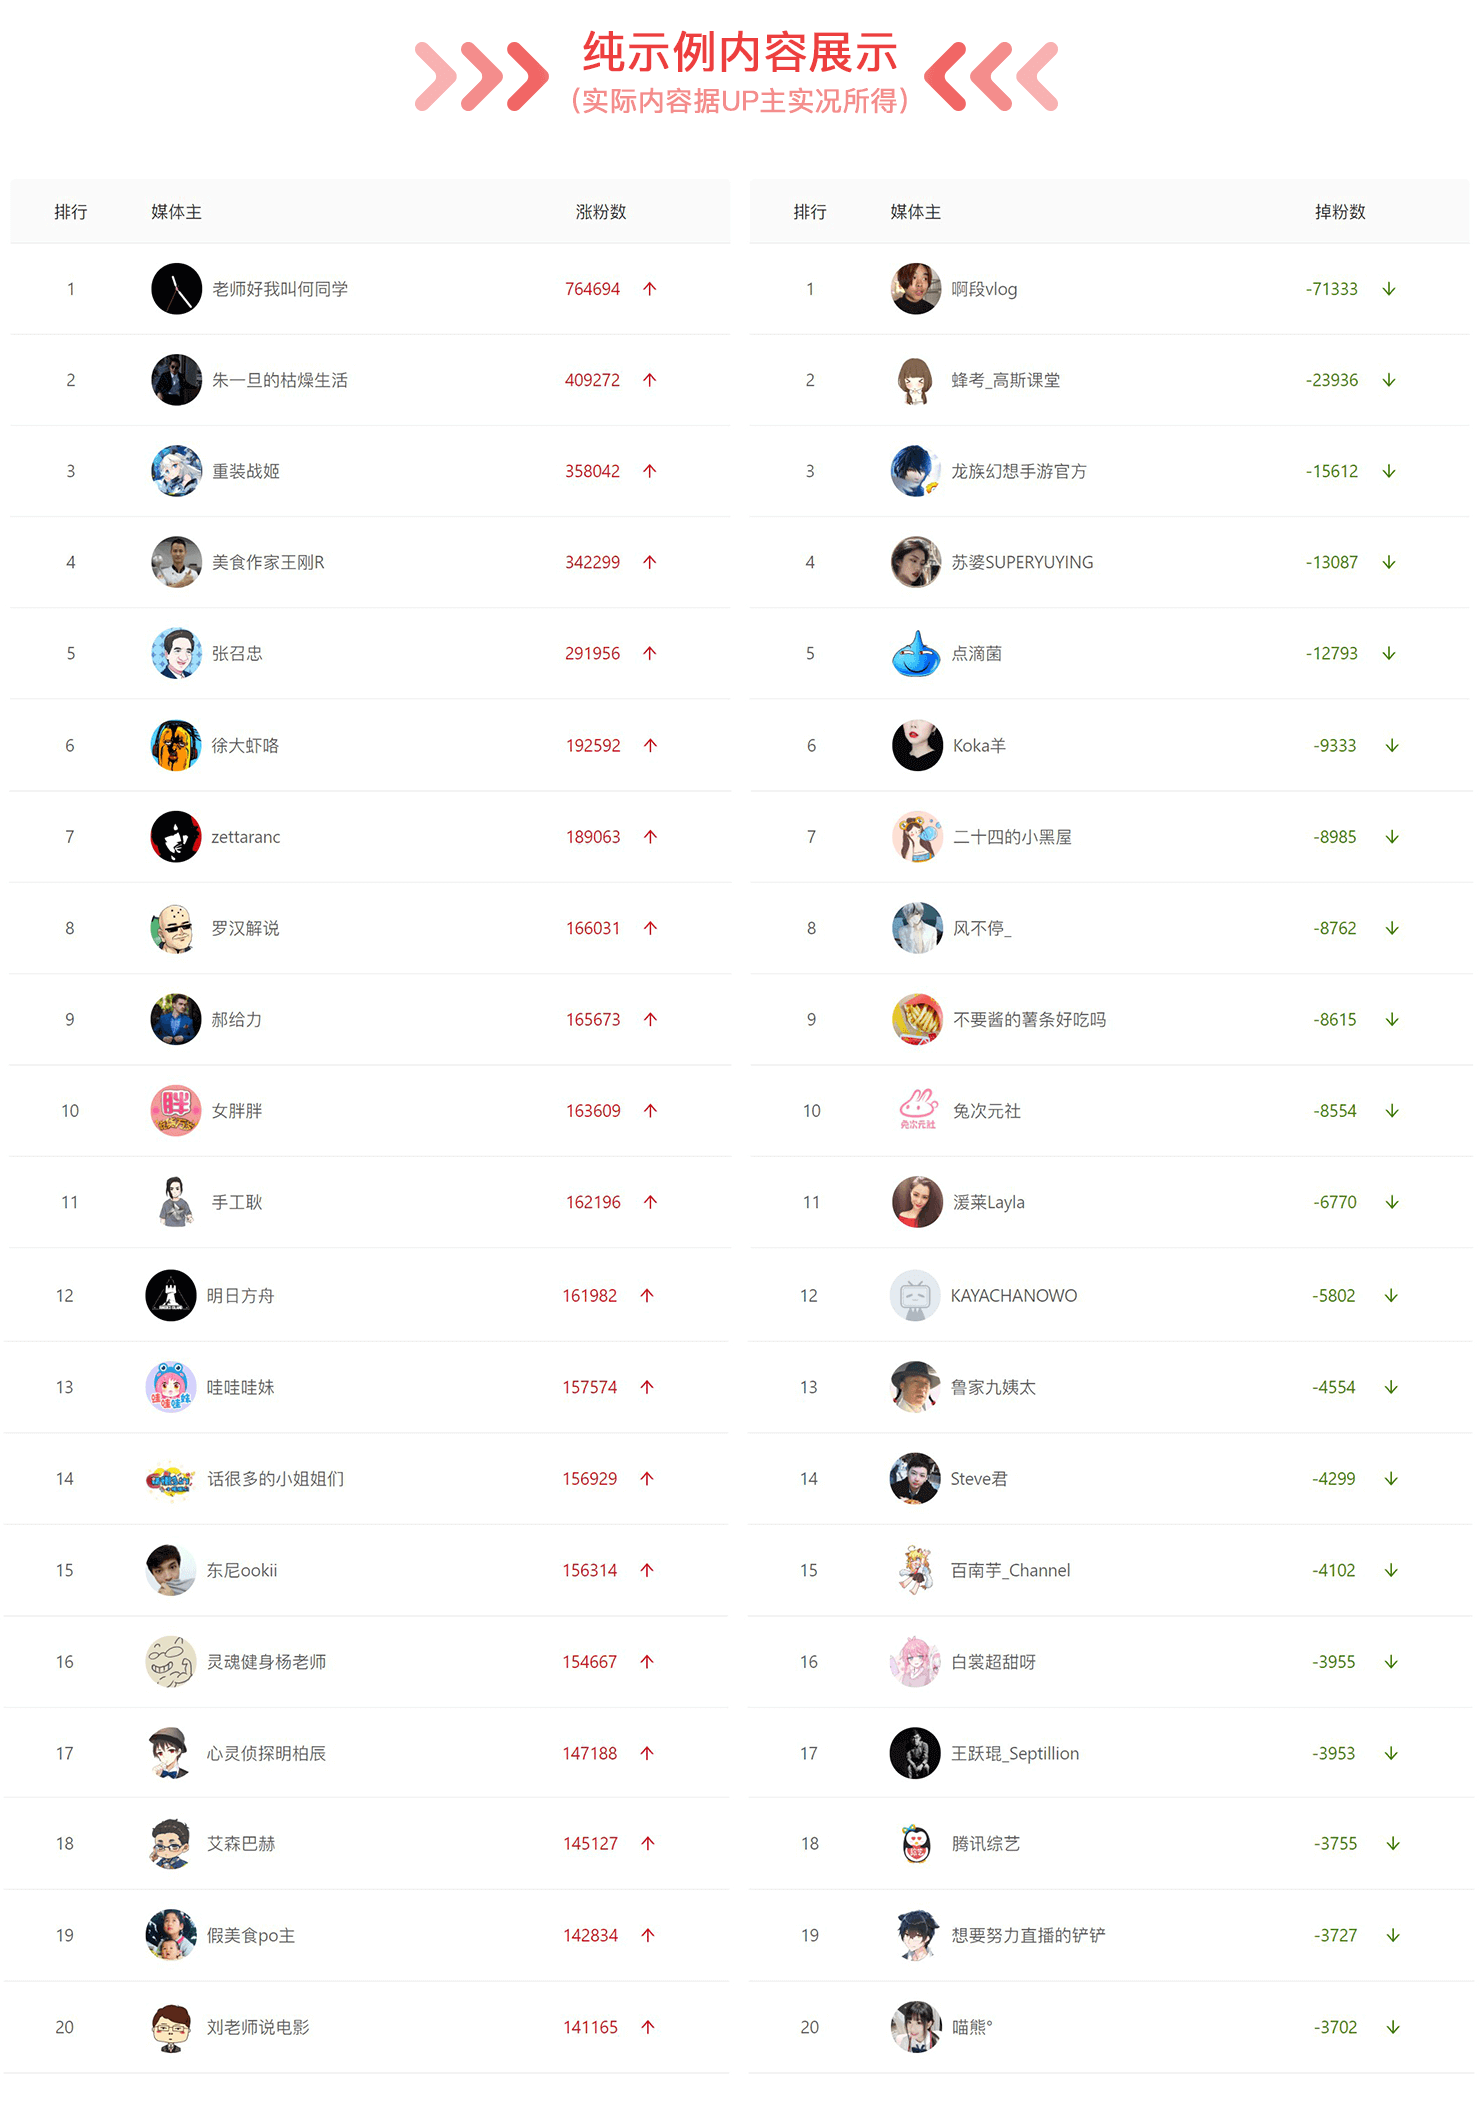 纯示例内容展示
(实际内容据UP主实况所得)
排行 媒体主 涨粉数
1 老师好我叫何同学 764694 ↑
2 朱一旦的枯燥生活 409272 ↑
3 重装战姬 358042 ↑
4 美食作家王刚R 342299 ↑
5 张召忠 291956 ↑
6 徐大虾咯 192592 ↑
7 zettaranc 189063 ↑
8 罗汉解说 166031 ↑
9 郝给力 165673 ↑
10 女胖胖 163609 ↑
11 手工耿 162196 ↑
12 明日方舟 161982 ↑
13 哇哇哇妹 157574 ↑
14 话很多的小姐姐们 156929 ↑
15 东尼ookii 156314 ↑
16 灵魂健身杨老师 154667 ↑
17 心灵侦探明柏辰 147188 ↑
18 艾森巴赫 145127 ↑
19 假美食po主 142834 ↑
20 刘老师说电影 141165 ↑
排行 媒体主 掉粉数
1 啊段vlog -71333 ↓
2 蜂考_高斯课堂 -23936 ↓
3 龙族幻想手游官方 -15612 ↓
4 苏婆SUPERYUYING -13087 ↓
5 点滴菌 -12793 ↓
6 Koka羊 -9333 ↓
7 二十四的小黑屋 -8985 ↓
8 风不停_ -8762 ↓
9 不要酱的薯条好吃吗 -8615 ↓
10 兔次元社 -8554 ↓
11 湲莱Layla -6770 ↓
12 KAYACHANOWO -5802 ↓
13 鲁家九姨太 -4554 ↓
14 Steve君 -4299 ↓
15 百南芋_Channel -4102 ↓
16 白裳超甜呀 -3955 ↓
17 王跃琨_Septillion -3953 ↓
18 腾讯综艺 -3755 ↓
19 想要努力直播的铲铲 -3727 ↓
20 喵熊° -3702 ↓